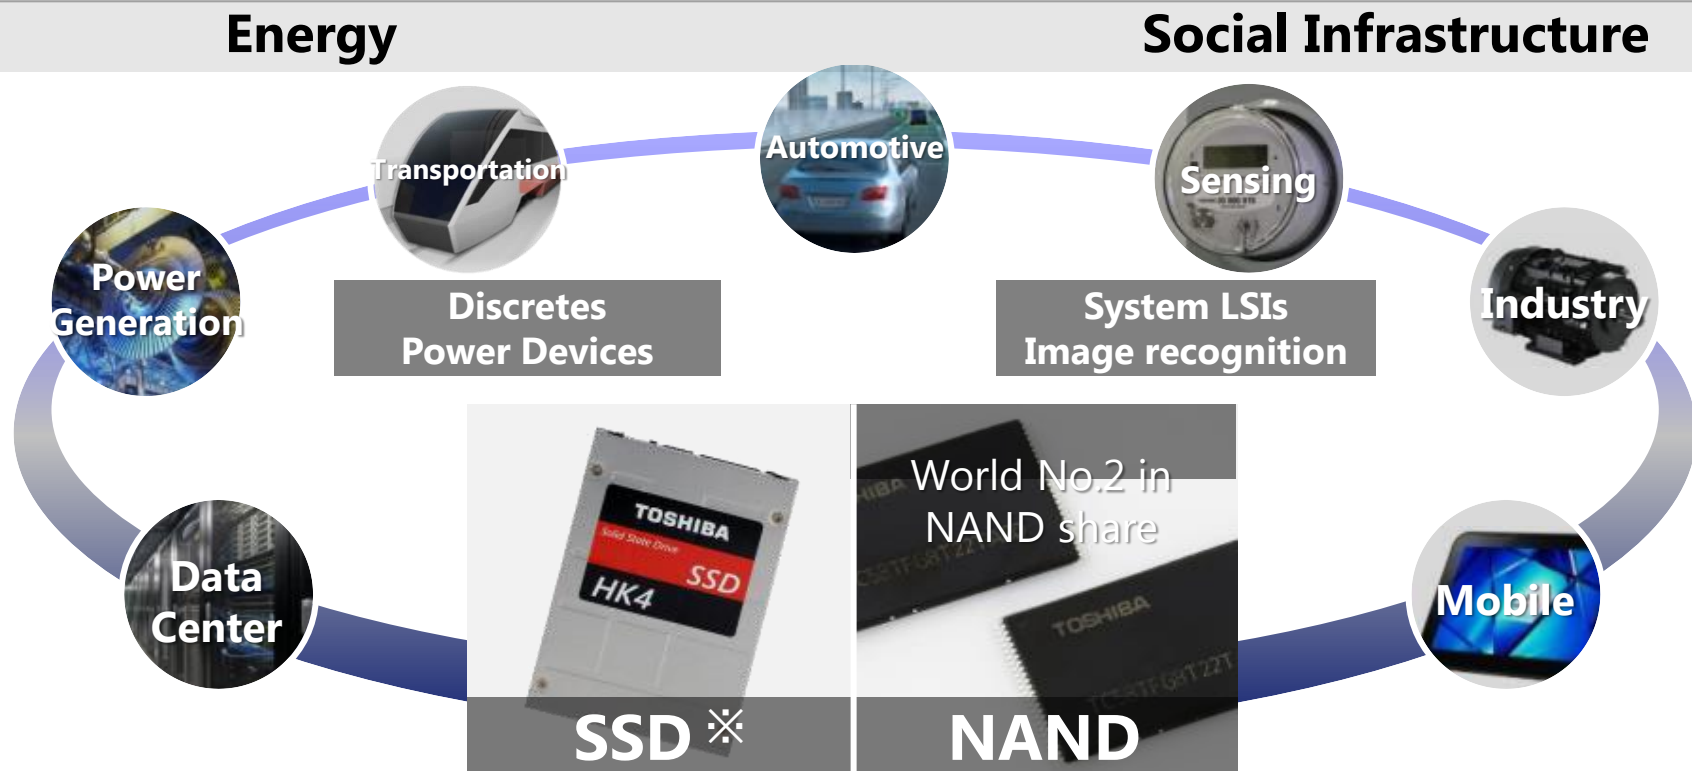 Energy
Social Infrastructure
Transportation
Automotive
Sensing
Power
Generation
Industry
Discretes
Power Devices
System LSIs
Image recognition
World No.2 in
NAND share
TOSHIBA
Solid State Drive
SSD
HK4
TOSHIBA
Data
Center
Mobile
SSD ※
NAND